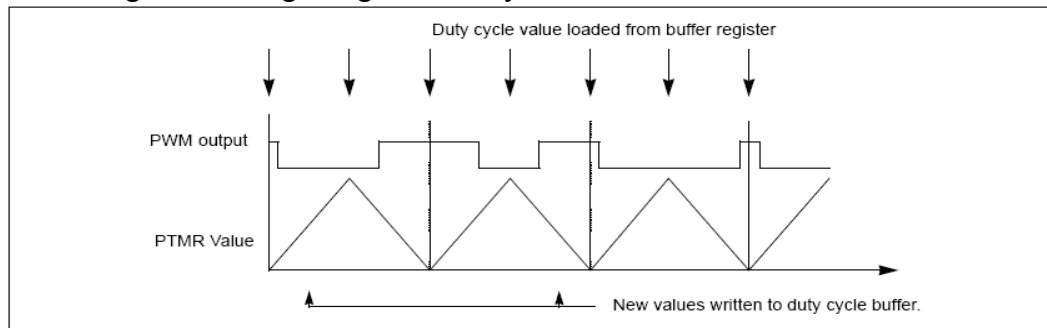 Duty cycle value loaded from buffer register
PWM output
PTMR Value
New values written to duty cycle buffer.